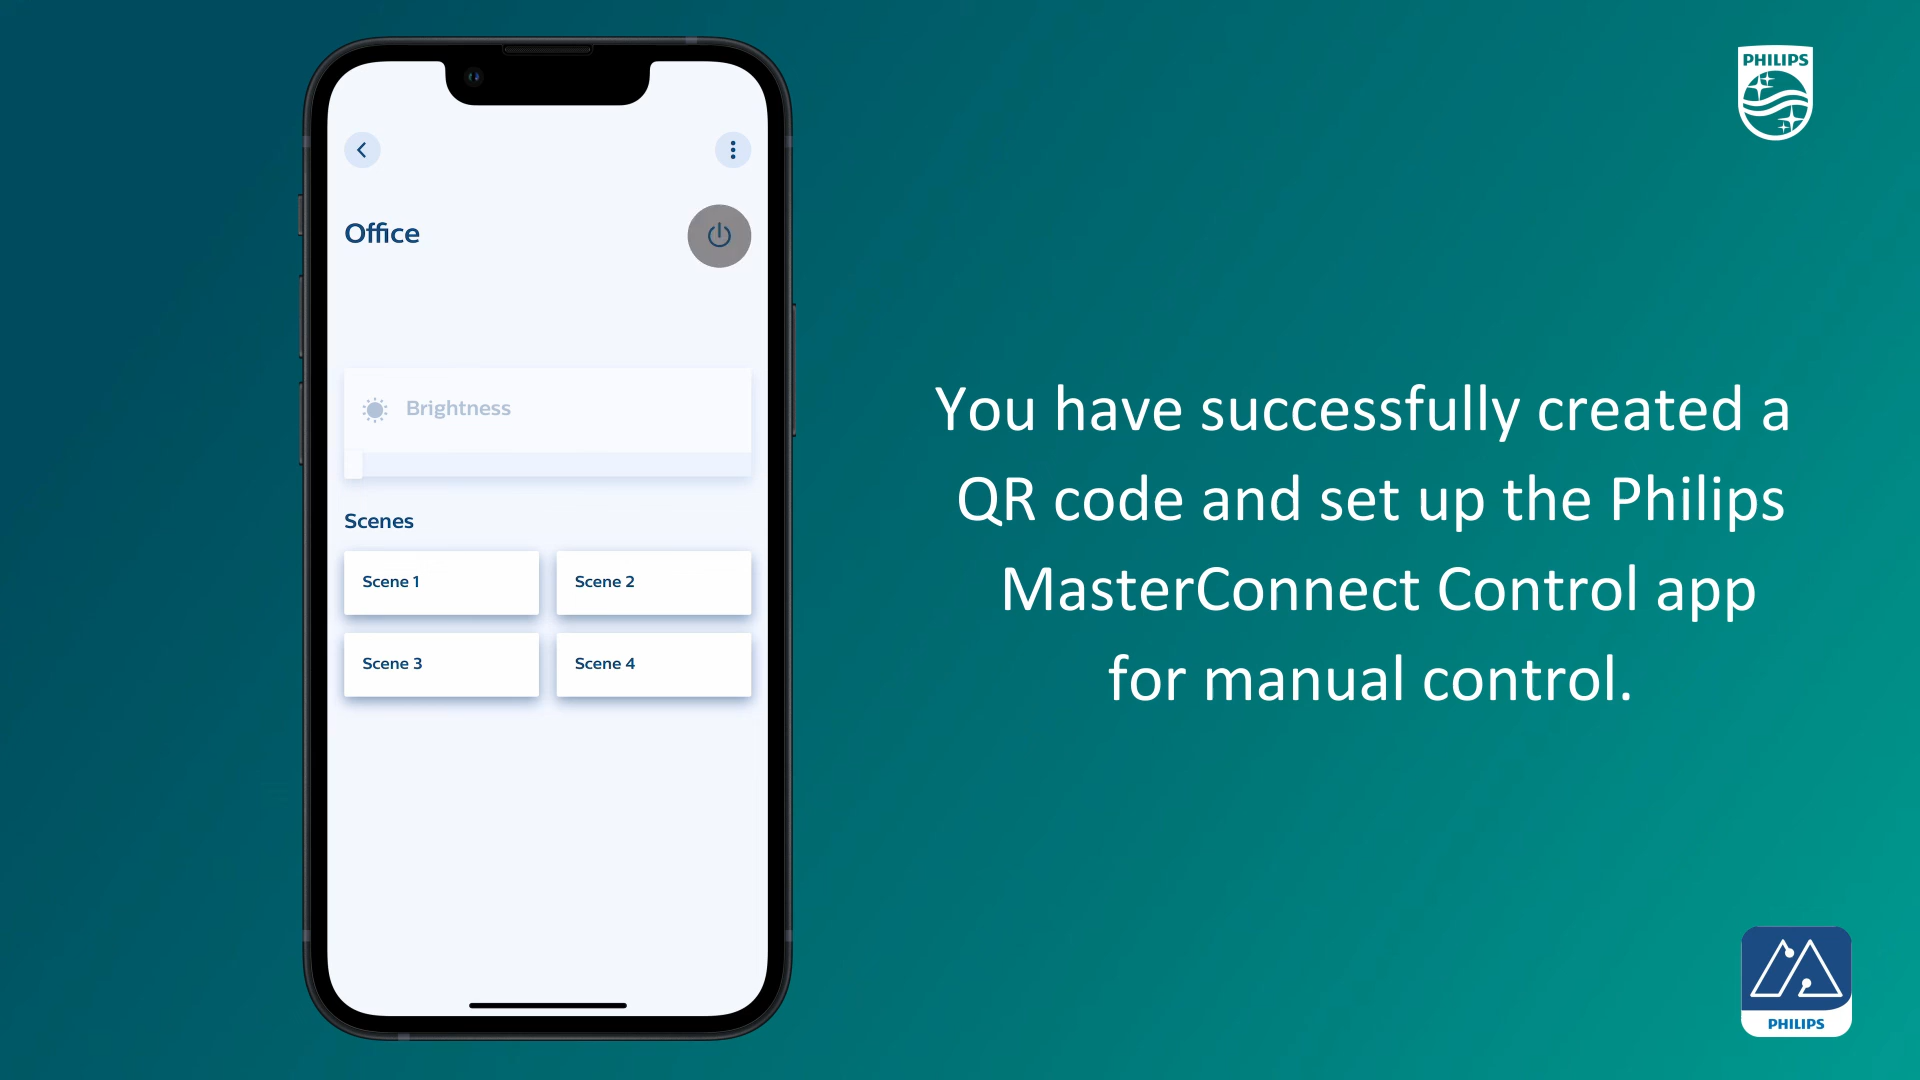 PHILIPS
Office
Brightness
Scenes
Scene 1
Scene 2
Scene 3
Scene 4
You have successfully created a
QR code and set up the Philips
MasterConnect Control app
for manual control.
PHILIPS